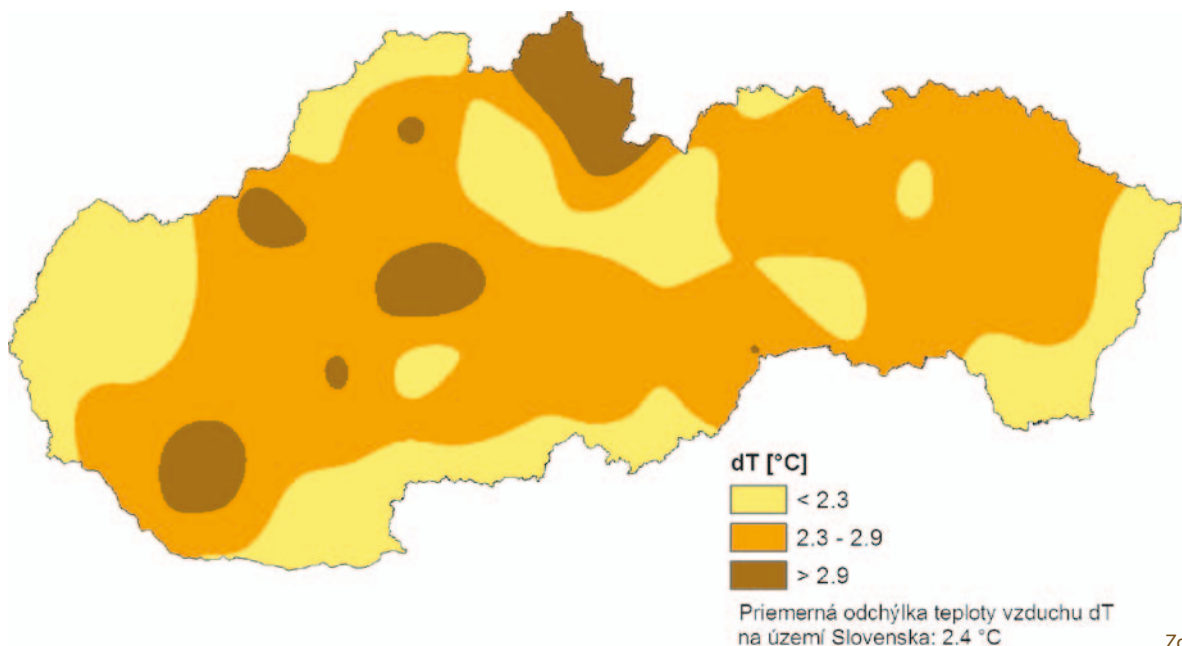 dT [°C]
< 2.3
2.3 - 2.9
> 2.9
Priemerná odchýlka teploty vzduchu dT
na území Slovenska: 2.4 °C